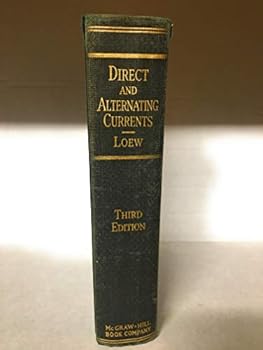 DIRECT
AND
ALTERNATING
CURRENTS
LOEW
THIRD
EDITION
MCGRAW-HILL
BOOK COMPANY